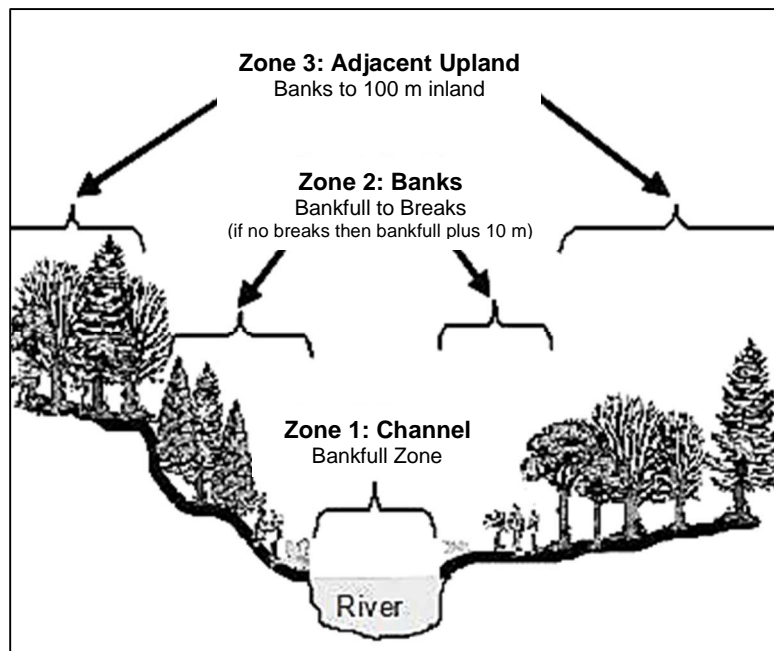 Zone 3: Adjacent Upland
Banks to 100 m inland
Zone 2: Banks
Bankfull to Breaks
(if no breaks then bankfull plus 10 m)
Zone 1: Channel
Bankfull Zone
River